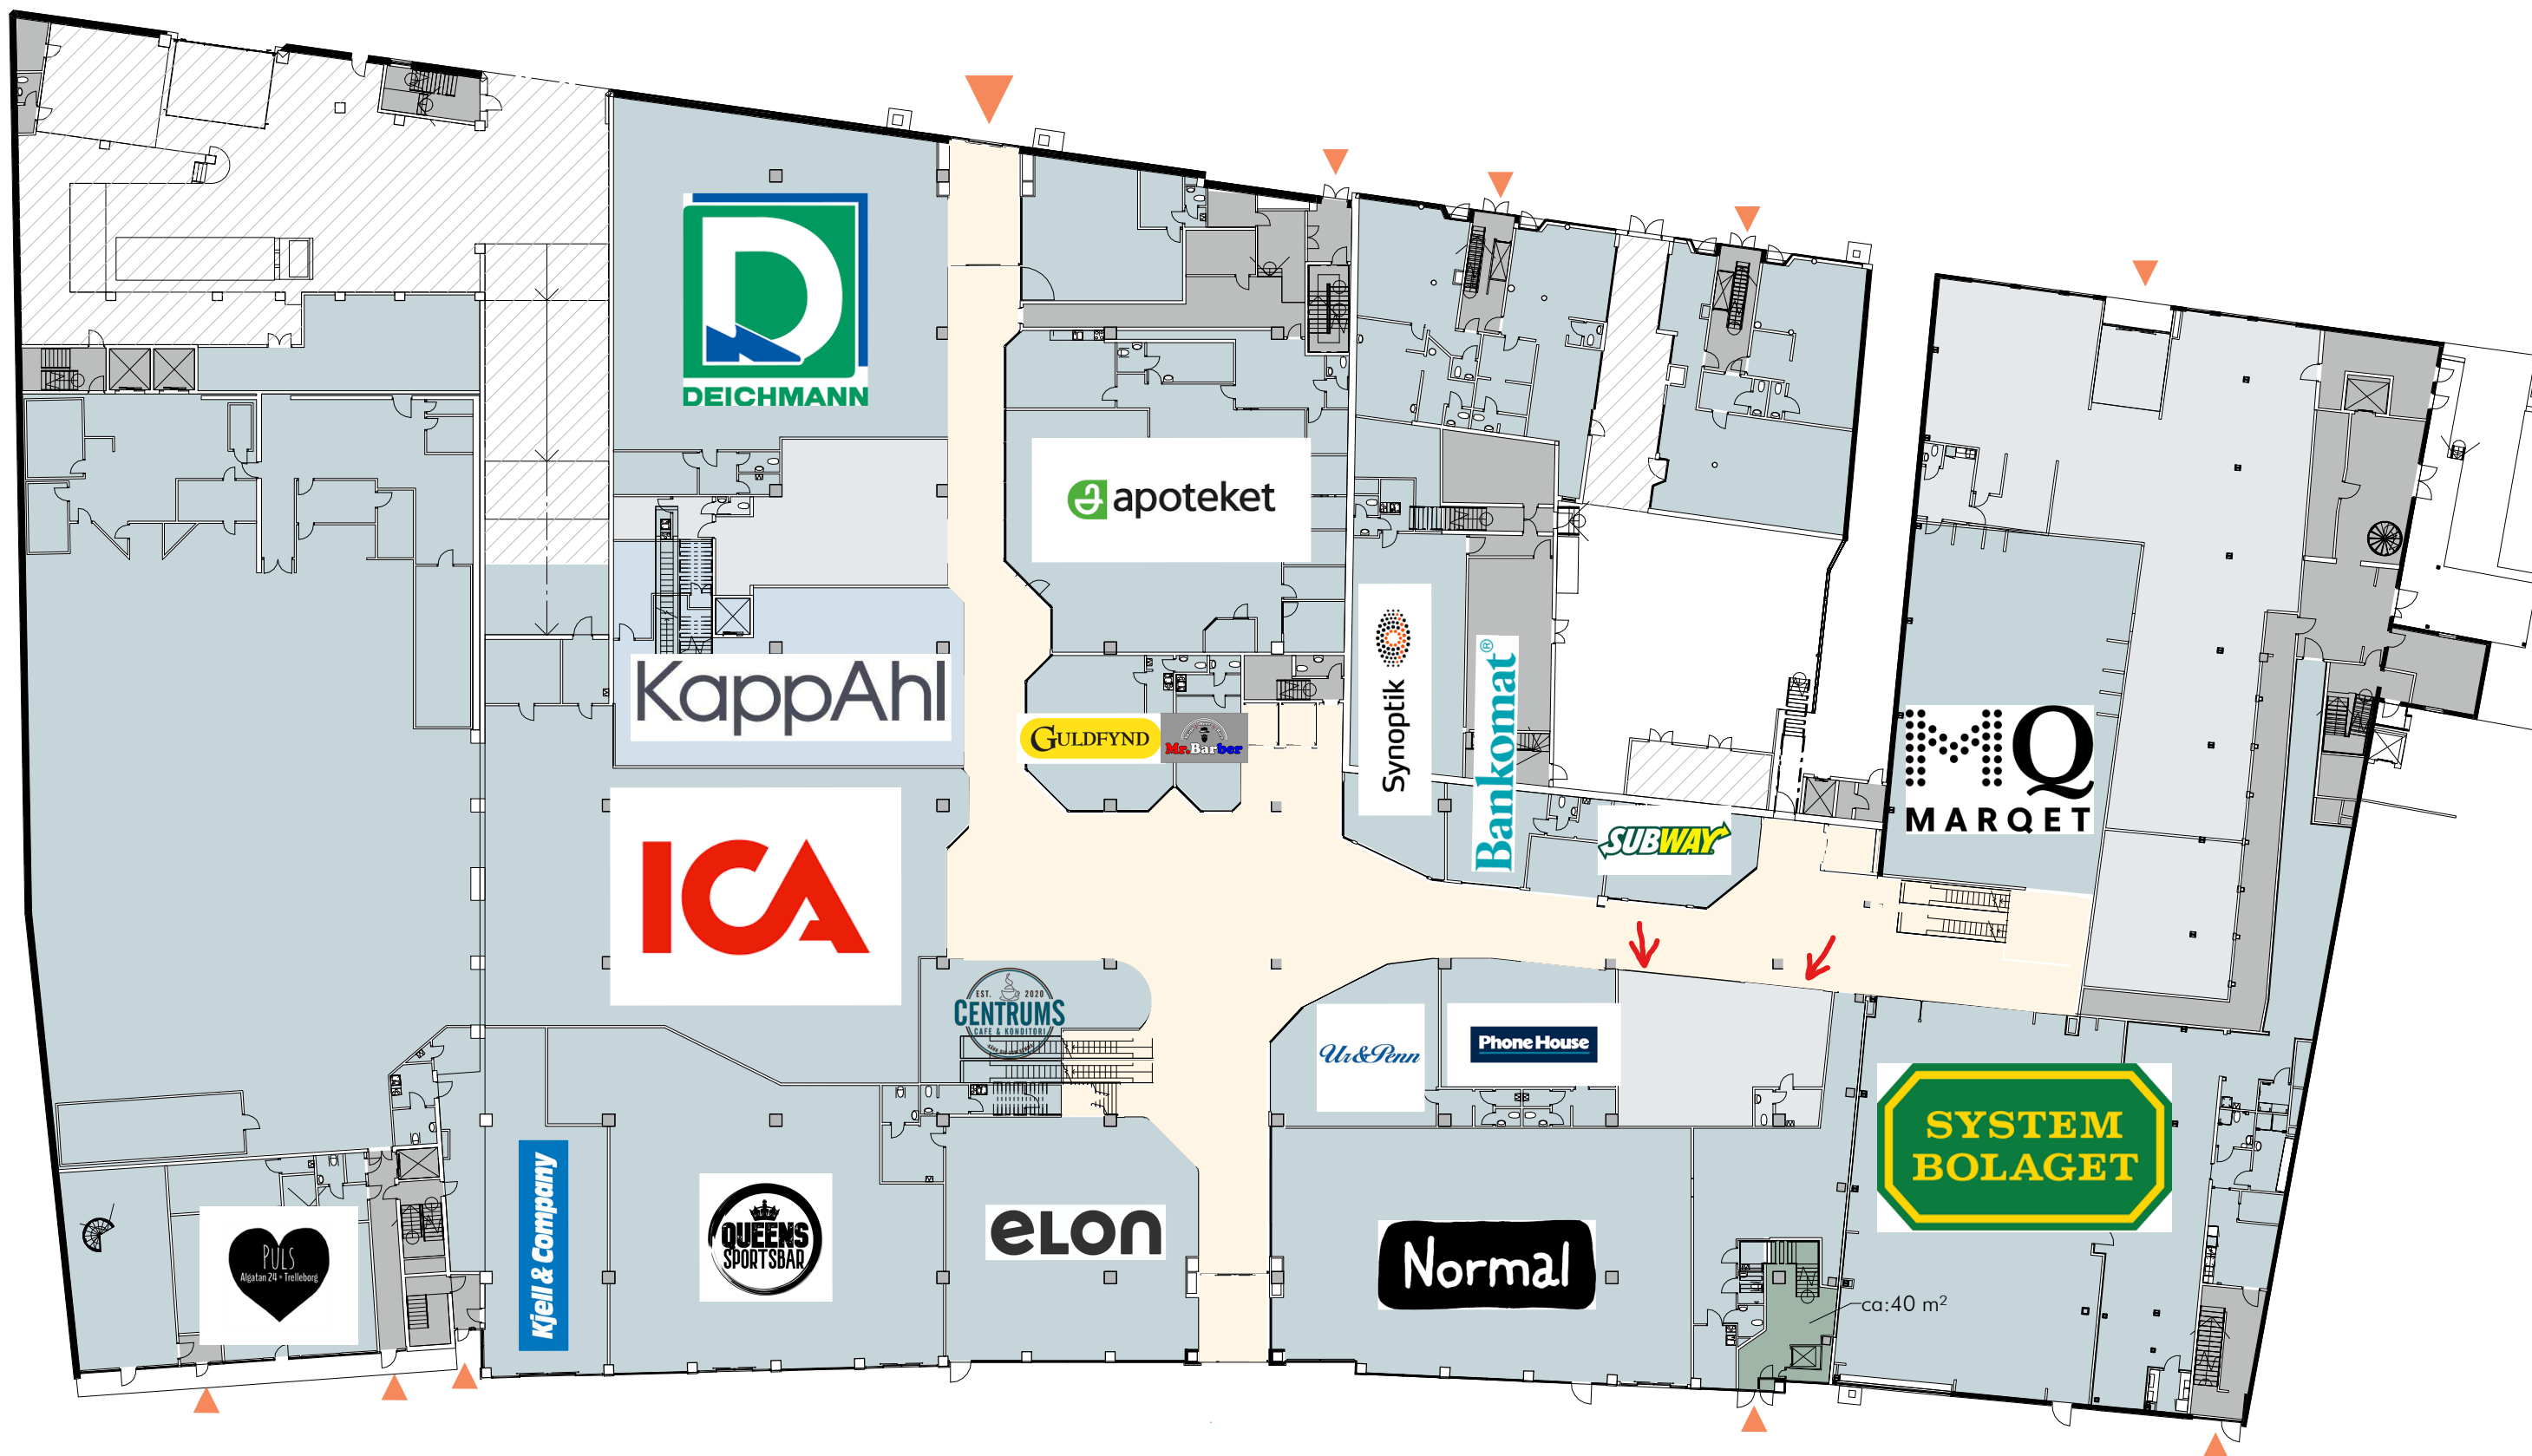 DEICHMANN
apoteket
KappAhl
GULDFYND
Mr.Barber
Synoptik
Bankomat®
SUBWAY
MQ
MARQET
ICA
EST. 2020
CENTRUMS
CAFE & KONDITORI
Ur&Penn
Phone House
SYSTEM
BOLAGET
PULS
Algatan 24 • Trelleborg
Kjell & Company
QUEENS
SPORTSBAR
eLon
Normal
ca:40 m²